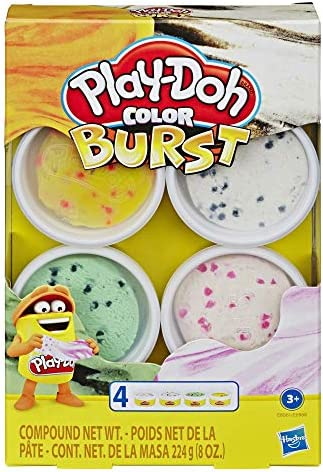 Play-Doh
COLOR
BURST
Play-Doh
4
3+
COMPOUND NET WT. - POIDS NET DE LA
PÂTE - CONT. NET DE LA MASA 224 g (8 OZ.)
Hasbro